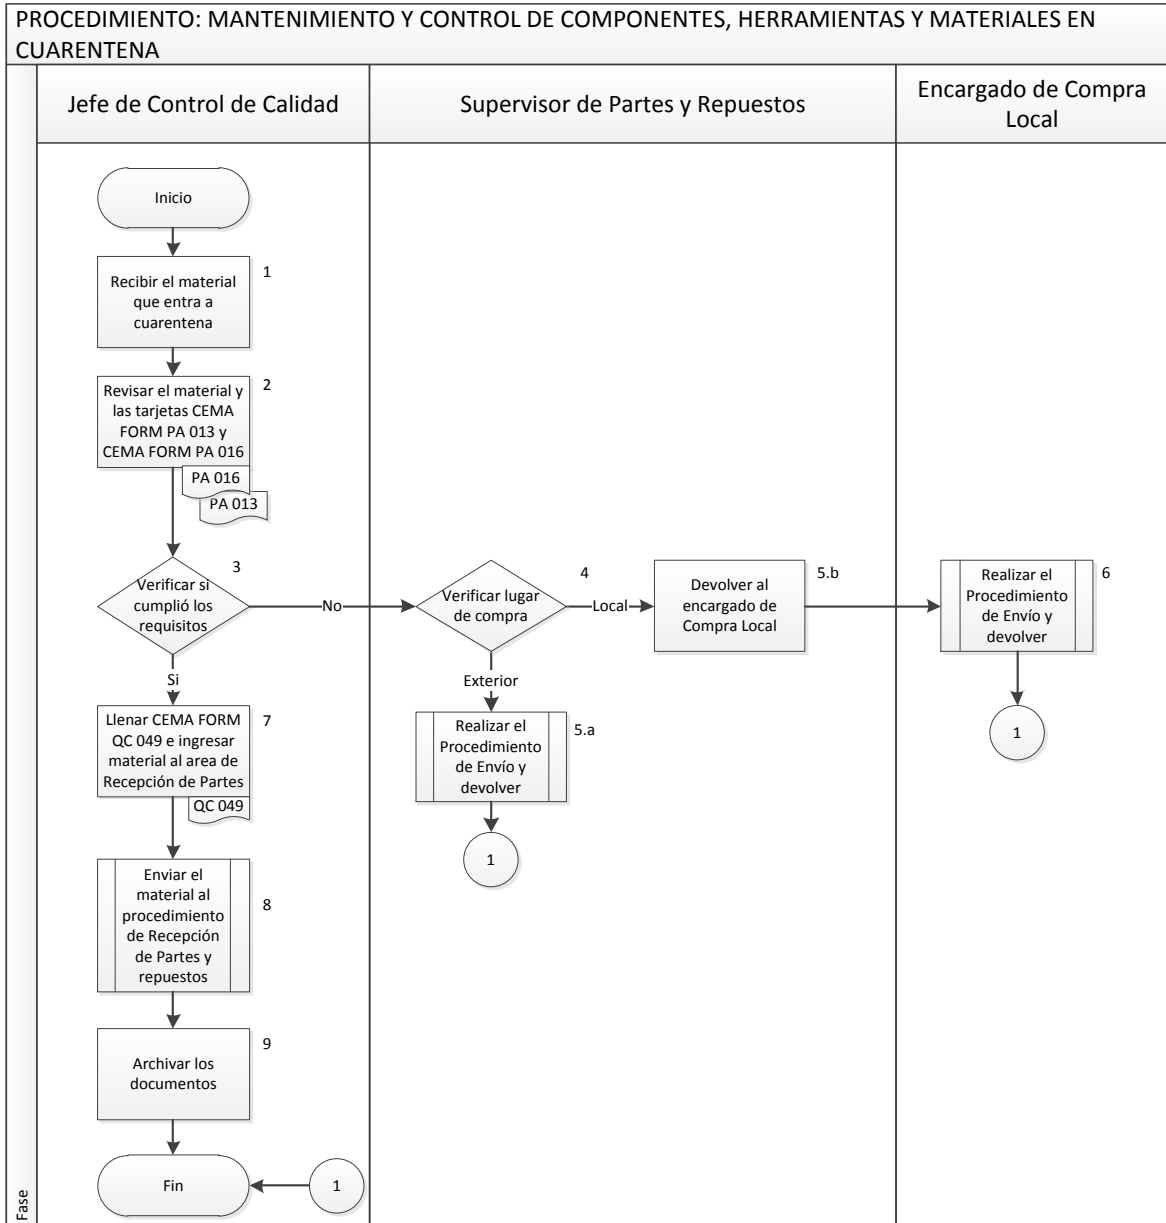 PROCEDIMIENTO: MANTENIMIENTO Y CONTROL DE COMPONENTES, HERRAMIENTAS Y MATERIALES EN
CUARENTENA
Jefe de Control de Calidad
Supervisor de Partes y Repuestos
Encargado de Compra
Local
Inicio
1
Recibir el material
que entra a
cuarentena
2
Revisar el material y
las tarjetas CEMA
FORM PA 013 y
CEMA FORM PA 016
PA 016
PA 013
3
Verificar si
cumplió los
requisitos
No
4
Verificar lugar
de compra
Local
5.b
Devolver al
encargado de
Compra Local
6
Realizar el
Procedimiento
de Envío y
devolver
1
Si
Exterior
7
Llenar CEMA FORM
QC 049 e ingresar
material al area de
Recepción de Partes
QC 049
5.a
Realizar el
Procedimiento
de Envío y
devolver
1
8
Enviar el
material al
procedimiento
de Recepción
de Partes y
repuestos
9
Archivar los
documentos
Fin
1
Fase